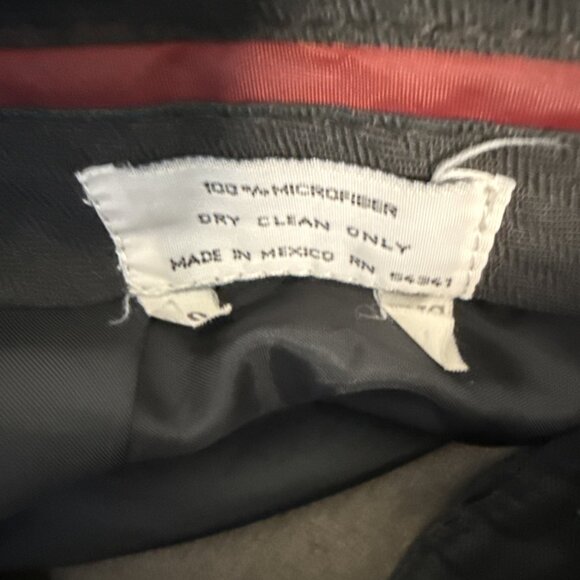 100% MICROFIBER
DRY CLEAN ONLY
MADE IN MEXICO RN 54341